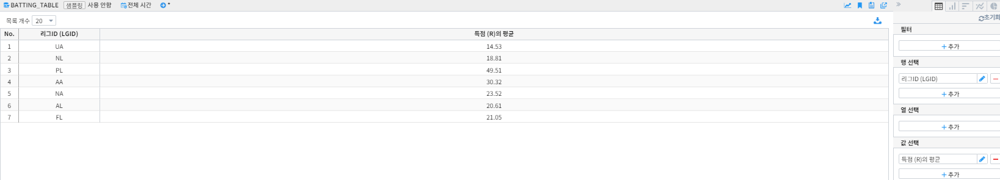 BATTING_TABLE 샘플링 사용 안함 전체 시간 *
목록 개수 20
No. 리그ID (LGID) 득점 (R)의 평균
1 UA 14.53
2 NL 18.81
3 PL 49.51
4 AA 30.32
5 NA 23.52
6 AL 20.61
7 FL 21.05
초기화
필터
+ 추가
행 선택
리그ID (LGID)
+ 추가
열 선택
+ 추가
값 선택
득점 (R)의 평균
+ 추가